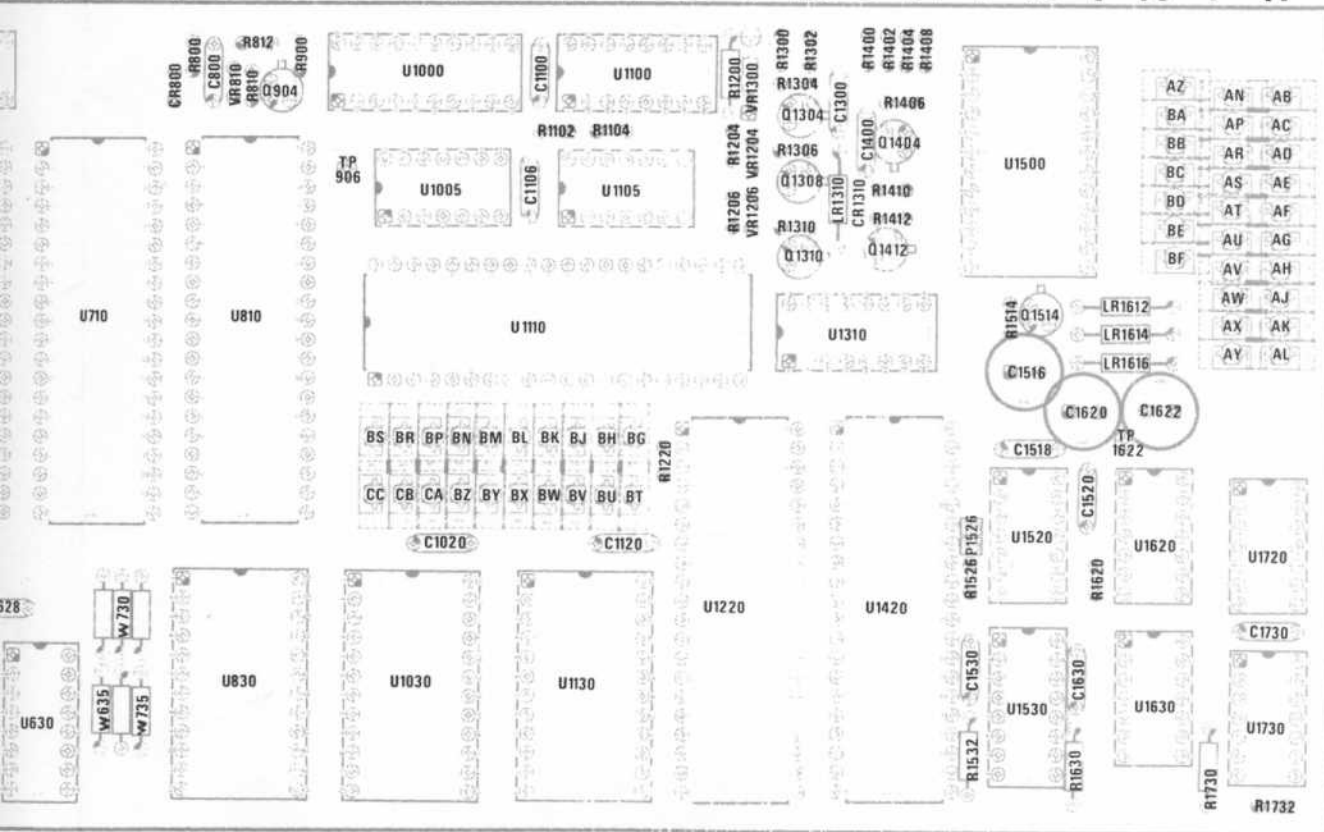 R800
C800
R812
R900
CR800
VR810
R810
Q904
U1000
C1100
U1100
R1200
VR1300
R1300
R1302
R1304
Q1304
C1300
R1400
R1402
R1404
R1408
R1406
C1400
Q1404
U1500
AZ
BA
BB
BC
BD
BE
BF
AN
AP
AR
AS
AT
AU
AV
AW
AX
AY
AB
AC
AD
AE
AF
AG
AH
AJ
AK
AL
TP
906
R1102
R1104
U1005
C1106
U1105
R1204
VR1204
R1206
VR1206
R1306
Q1308
R1310
Q1310
LR1310
CR1310
R1410
R1412
Q1412
U710
U810
U1110
U1310
R1514
Q1514
LR1612
LR1614
LR1616
C1516
C1620
C1622
TP
1622
C1518
BS BR BP BN BM BL BK BJ BH BG
CC CB CA BZ BY BX BW BV BU BT
R1220
C1020
C1120
U1220
U1420
R1526
P1526
U1520
C1520
R1620
U1620
U1720
C1730
628
W730
W635
W735
U630
U830
U1030
U1130
C1530
R1532
U1530
C1630
R1630
U1630
R1730
U1730
R1732